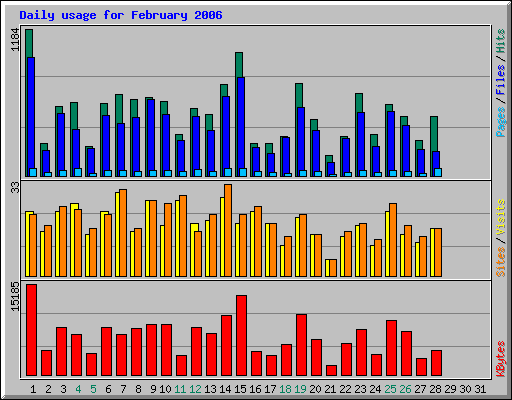 Daily usage for February 2006
1184
Pages / Files / Hits
33
Sites / Visits
15185
KBytes
1 2 3 4 5 6 7 8 9 10 11 12 13 14 15 16 17 18 19 20 21 22 23 24 25 26 27 28 29 30 31